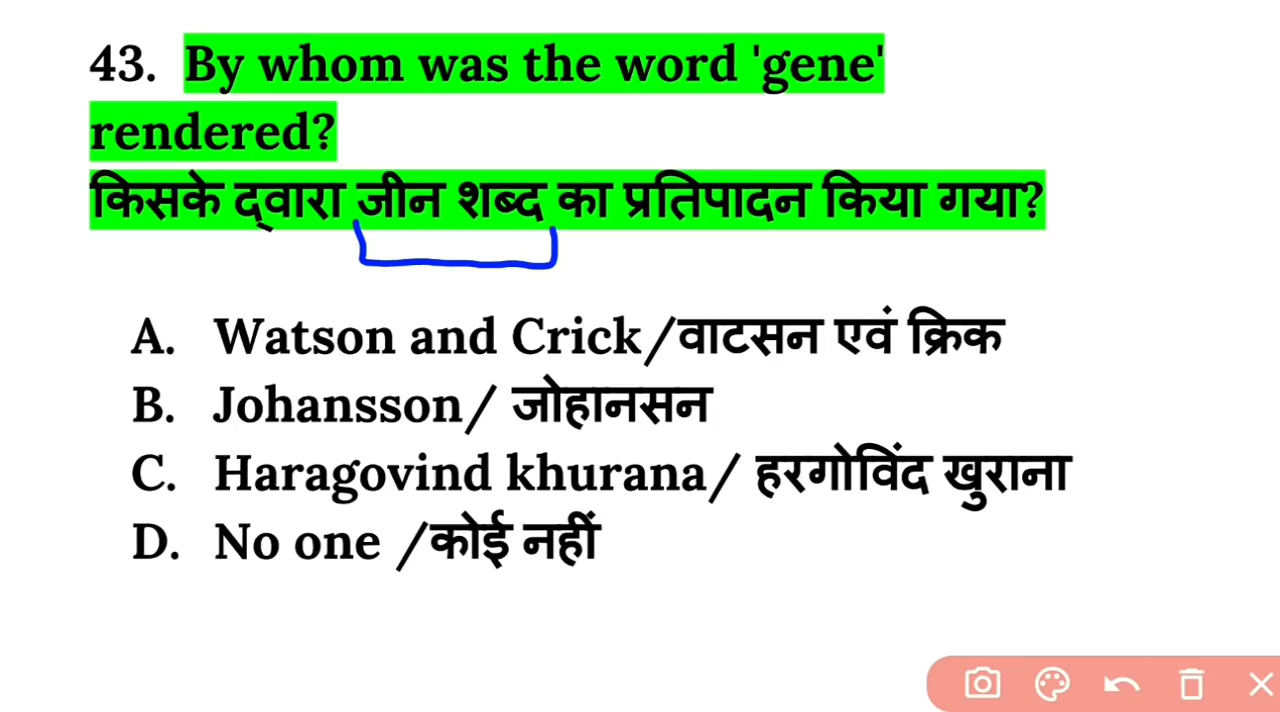 43. By whom was the word 'gene'
rendered?
किसके द्वारा जीन शब्द का प्रतिपादन किया गया?
A. Watson and Crick/वाटसन एवं क्रिक
B. Johansson/ जोहानसन
C. Haragovind khurana/ हरगोविंद खुराना
D. No one /कोई नहीं